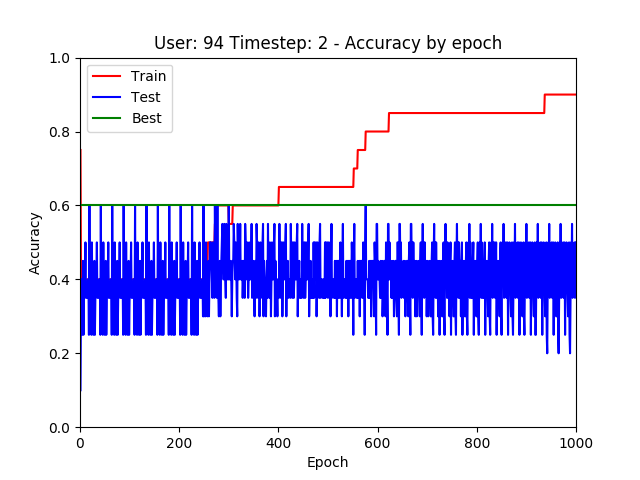 User: 94 Timestep: 2 - Accuracy by epoch
1.0
Train
Test
Best
0.8
0.6
Accuracy
0.4
0.2
0.0
0 200 400 600 800 1000
Epoch